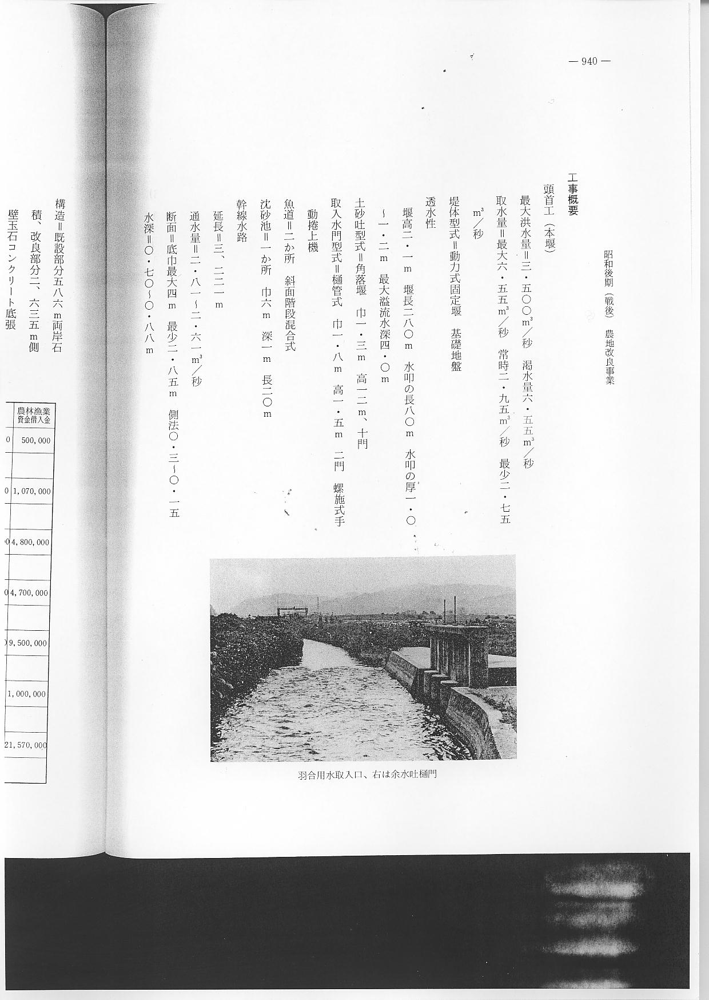 ― 940 ―
昭和後期（戦後）　農地改良事業
工事概要
頭首工（本堰）
最大洪水量＝三・五〇〇㎥／秒　渇水量六・五五㎥／秒
取水量＝最大六・五五㎥／秒　常時二・九五㎥／秒　最少二・七五
㎥／秒
堤体型式＝動力式固定堰　基礎地盤
透水性
堰高二・一ｍ　堰長二八〇ｍ　水叩の長八〇ｍ　水叩の厚一・〇
～一・二ｍ　最大溢流水深四・〇ｍ
土砂吐型式＝角落堰　巾一・三ｍ　高一二ｍ、十門
取入水門型式＝樋管式　巾一・八ｍ　高一・五ｍ　二門　螺施式手
動捲上機
魚道＝二か所　斜面階段混合式
沈砂池＝一か所　巾六ｍ　深一ｍ　長二〇ｍ
幹線水路
延長＝三、二二一ｍ
通水量＝二・八一～二・六一㎥／秒
断面＝底巾最大四ｍ　最少二・八五ｍ　側法〇・三～〇・一五
水深＝〇・七〇～〇・八八ｍ
羽合用水取入口、右は余水吐樋門
構造＝既設部分五八六ｍ両岸石
積、改良部分二、六三五ｍ側
壁玉石コンクリート底張
農林漁業
資金借入金
0 500,000
0 1,070,000
0 4,800,000
0 4,700,000
9,500,000
1,000,000
21,570,000